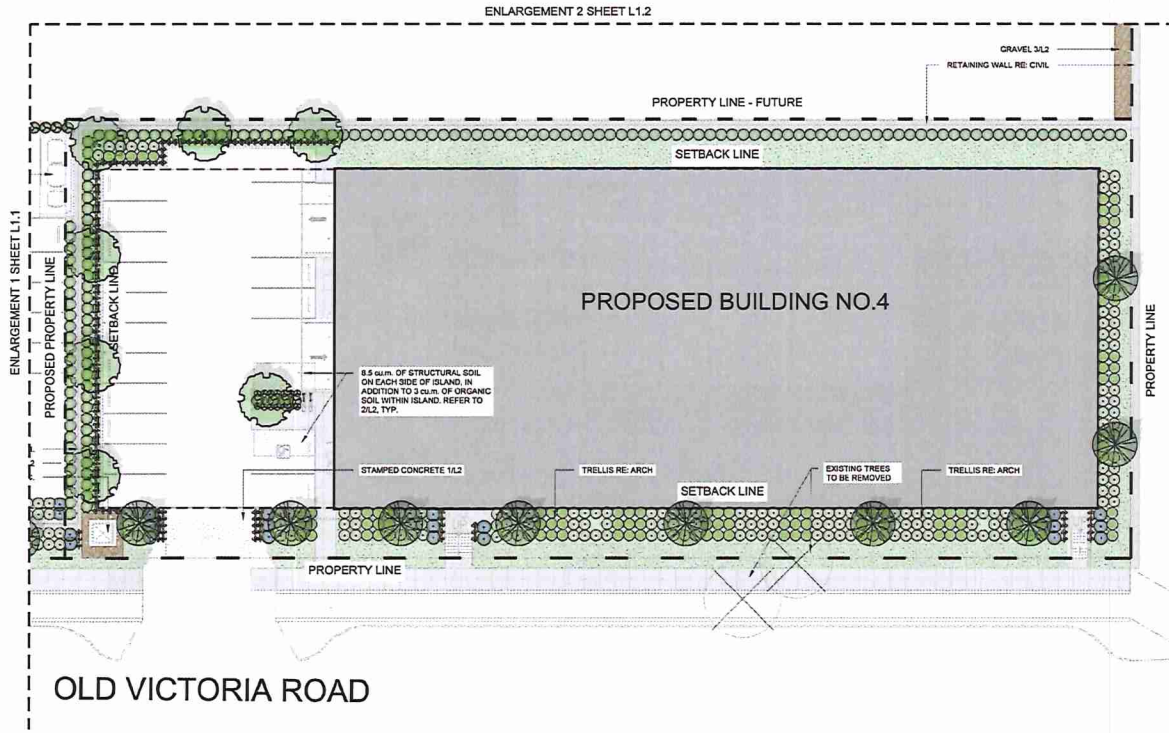 ENLARGEMENT 2 SHEET L1.2
GRAVEL 3/L2
RETAINING WALL RE: CIVIL
PROPERTY LINE - FUTURE
SETBACK LINE
ENLARGEMENT 1 SHEET L1.1
PROPOSED PROPERTY LINE
SETBACK LINE
PROPOSED BUILDING NO.4
PROPERTY LINE
8.5 cu.m. OF STRUCTURAL SOIL
ON EACH SIDE OF ISLAND, IN
ADDITION TO 3 cu.m. OF ORGANIC
SOIL WITHIN ISLAND. REFER TO
2/L2, TYP.
STAMPED CONCRETE 1/L2
TRELLIS RE: ARCH
EXISTING TREES
TO BE REMOVED
TRELLIS RE: ARCH
SETBACK LINE
PROPERTY LINE
OLD VICTORIA ROAD